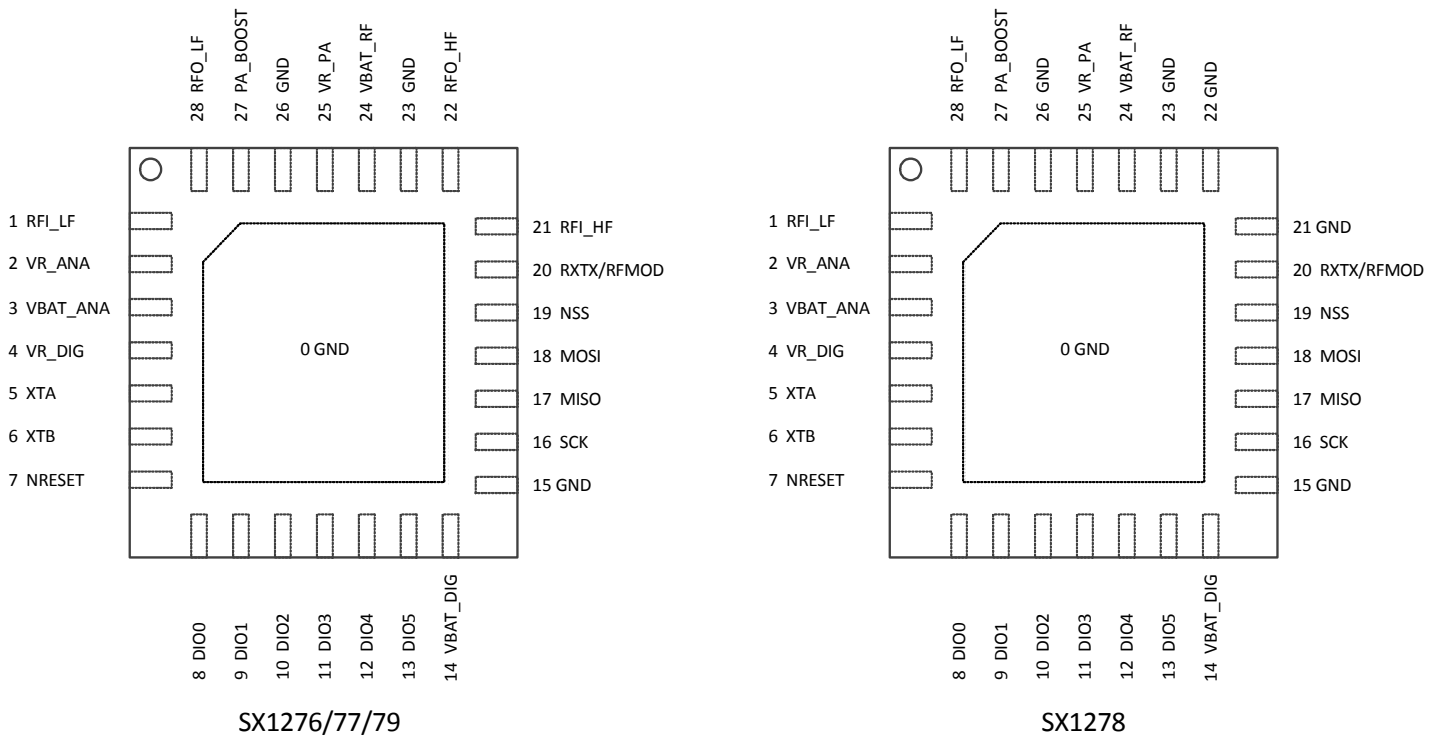 28 RFO_LF
27 PA_BOOST
26 GND
25 VR_PA
24 VBAT_RF
23 GND
22 RFO_HF
1 RFI_LF
2 VR_ANA
3 VBAT_ANA
4 VR_DIG
5 XTA
6 XTB
7 NRESET
0 GND
21 RFI_HF
20 RXTX/RFMOD
19 NSS
18 MOSI
17 MISO
16 SCK
15 GND
8 DIO0
9 DIO1
10 DIO2
11 DIO3
12 DIO4
13 DIO5
14 VBAT_DIG
SX1276/77/79
28 RFO_LF
27 PA_BOOST
26 GND
25 VR_PA
24 VBAT_RF
23 GND
22 GND
1 RFI_LF
2 VR_ANA
3 VBAT_ANA
4 VR_DIG
5 XTA
6 XTB
7 NRESET
0 GND
21 GND
20 RXTX/RFMOD
19 NSS
18 MOSI
17 MISO
16 SCK
15 GND
8 DIO0
9 DIO1
10 DIO2
11 DIO3
12 DIO4
13 DIO5
14 VBAT_DIG
SX1278